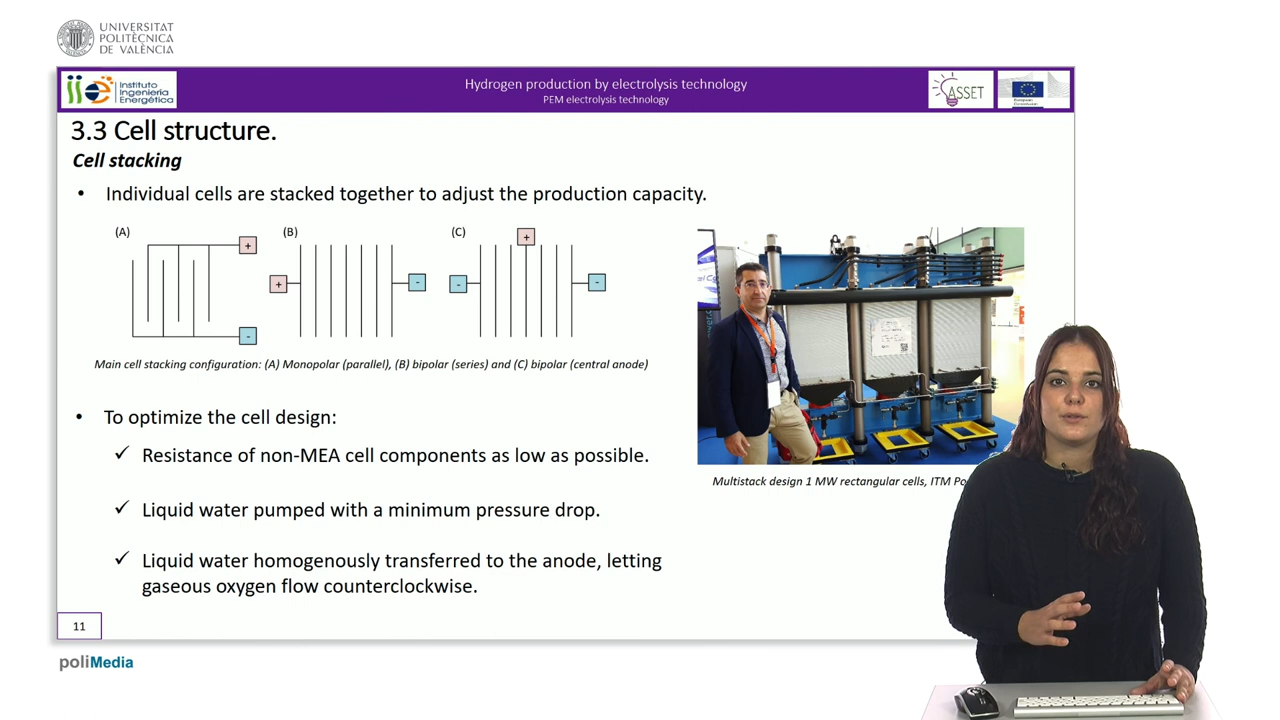 UNIVERSITAT
POLITÈCNICA
DE VALÈNCIA
iie Instituto
Ingeniería
Energética
Hydrogen production by electrolysis technology
PEM electrolysis technology
ASSET
European
Commission
3.3 Cell structure.
Cell stacking
• Individual cells are stacked together to adjust the production capacity.
(A) + -
(B) + -
(C) - + -
Main cell stacking configuration: (A) Monopolar (parallel), (B) bipolar (series) and (C) bipolar (central anode)
Multistack design 1 MW rectangular cells, ITM
• To optimize the cell design:
✓ Resistance of non-MEA cell components as low as possible.
✓ Liquid water pumped with a minimum pressure drop.
✓ Liquid water homogenously transferred to the anode, letting
gaseous oxygen flow counterclockwise.
11
poliMedia